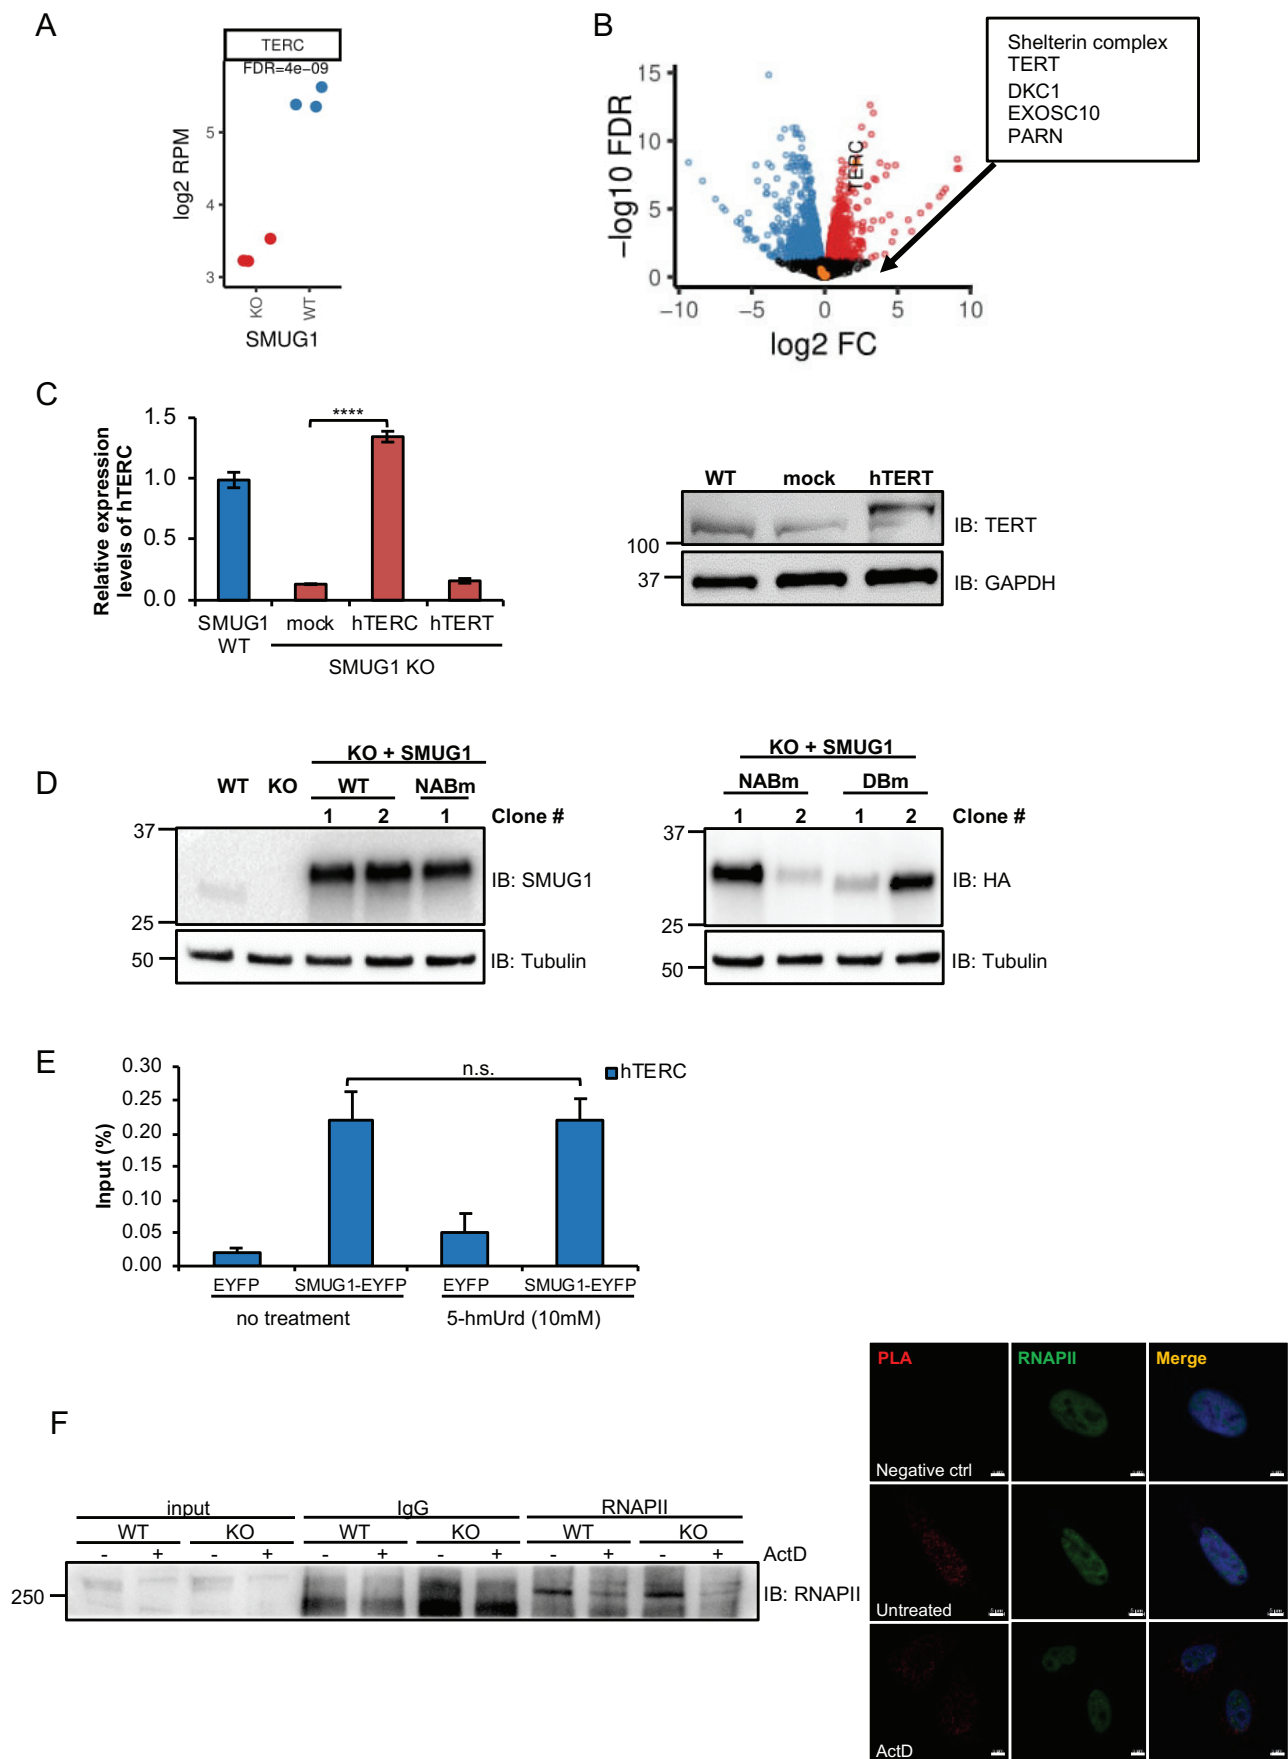 A
TERC
FDR=4e−09
log2 RPM
5
4
3
KO
WT
SMUG1
B
−log10 FDR
15
10
5
0
TERC
−10
−5
0
5
10
log2 FC
Shelterin complex
TERT
DKC1
EXOSC10
PARN
C
Relative expression
levels of hTERC
1.5
1.0
0.5
0.0
****
SMUG1
WT
mock
hTERC
hTERT
SMUG1 KO
WT
mock
hTERT
100
IB: TERT
37
IB: GAPDH
D
KO + SMUG1
WT
KO
WT
NABm
1
2
1
Clone #
37
25
IB: SMUG1
50
IB: Tubulin
KO + SMUG1
NABm
DBm
1
2
1
2
Clone #
37
25
IB: HA
50
IB: Tubulin
E
Input (%)
0.30
0.25
0.20
0.15
0.10
0.05
0.00
n.s.
hTERC
EYFP
SMUG1-EYFP
EYFP
SMUG1-EYFP
no treatment
5-hmUrd (10mM)
F
input
IgG
RNAPII
WT
KO
WT
KO
WT
KO
- + - + - + - + - + - +
ActD
250
IB: RNAPII
PLA
RNAPII
Merge
Negative ctrl
Untreated
5 µm
5 µm
5 µm
ActD